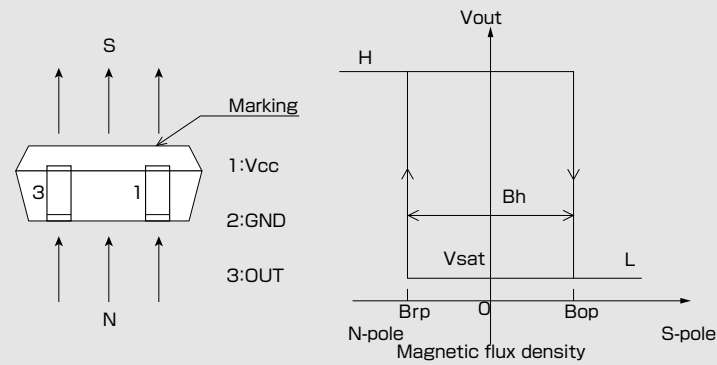 S
Marking
3
1
1:Vcc
2:GND
3:OUT
N
Vout
H
Bh
Vsat
L
Brp
O
Bop
N-pole
S-pole
Magnetic flux density